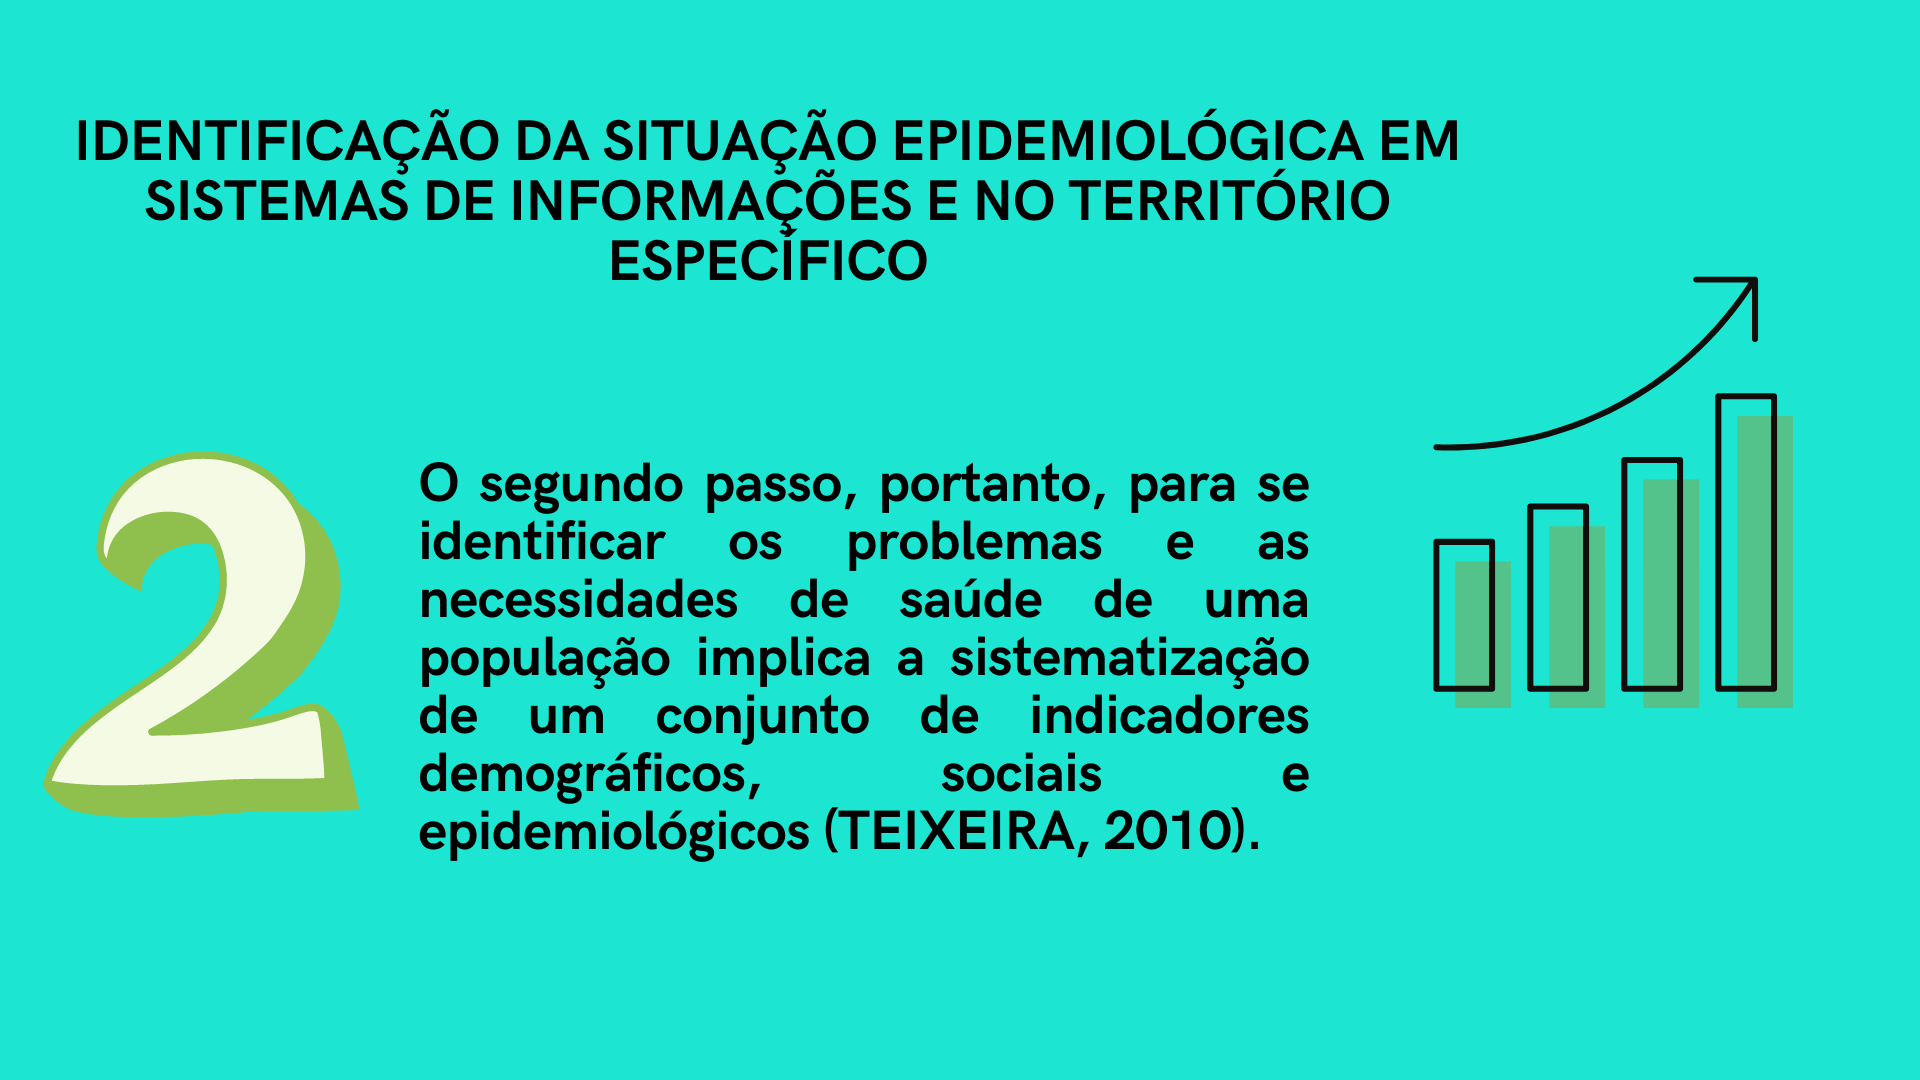 IDENTIFICAÇÃO DA SITUAÇÃO EPIDEMIOLÓGICA EM
SISTEMAS DE INFORMAÇÕES E NO TERRITÓRIO
ESPECÍFICO
2
O segundo passo, portanto, para se
identificar os problemas e as
necessidades de saúde de uma
população implica a sistematização
de um conjunto de indicadores
demográficos, sociais e
epidemiológicos (TEIXEIRA, 2010).